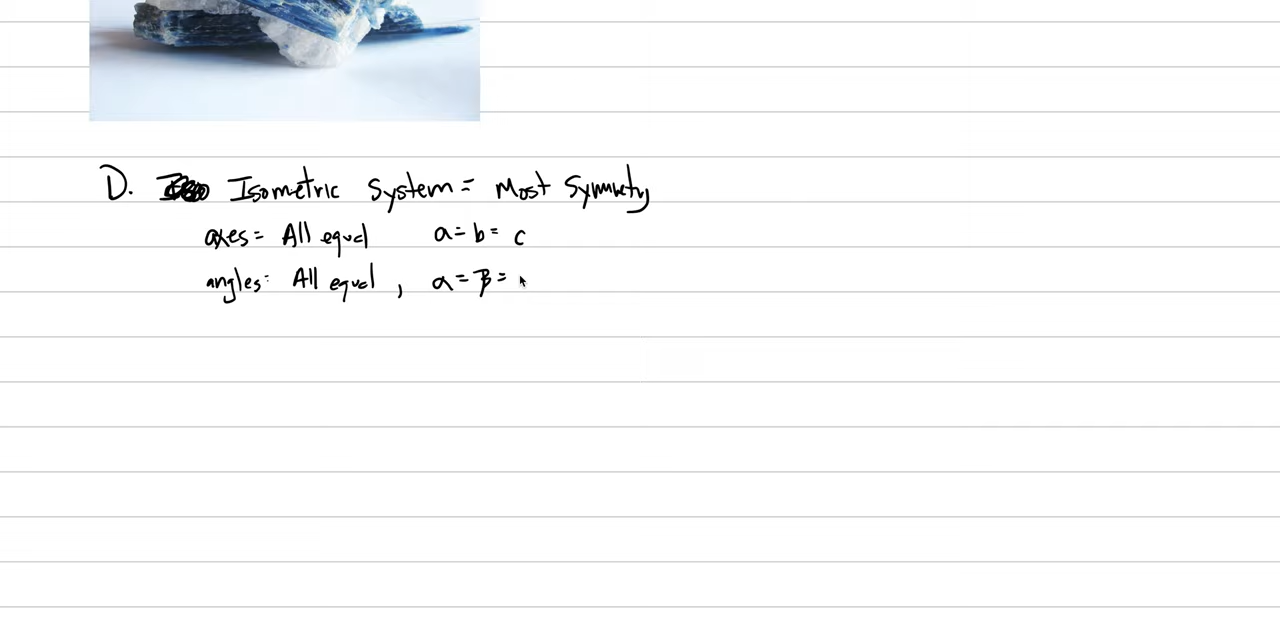 D. Isometric System = Most Symmetry
axes = All equal a = b = c
angles: All equal, α = β =